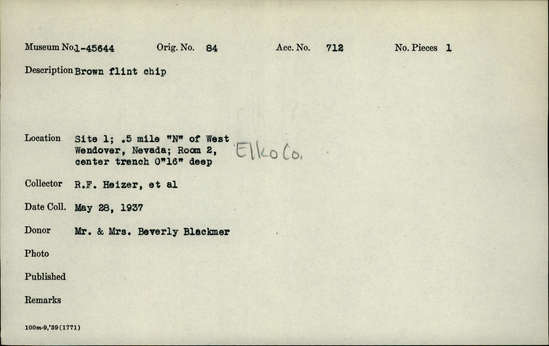 Museum No.1-45644 Orig. No. 84 Acc. No. 712 No. Pieces 1
Description Brown flint chip
Location Site 1; .5 mile "N" of West
Wendover, Nevada; Room 2,
center trench 0"16" deep
Elko Co.
Collector R.F. Heizer, et al
Date Coll. May 28, 1937
Donor Mr. & Mrs. Beverly Blackmer
Photo
Published
Remarks
100m-9,'39(1771)